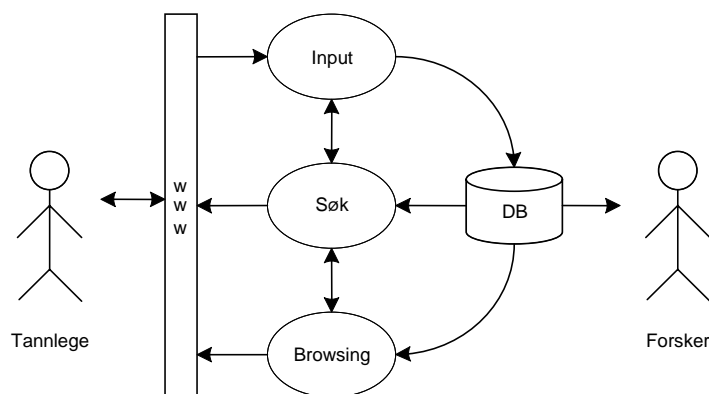 Input
w
w
w
Søk
DB
Tannlege
Browsing
Forsker